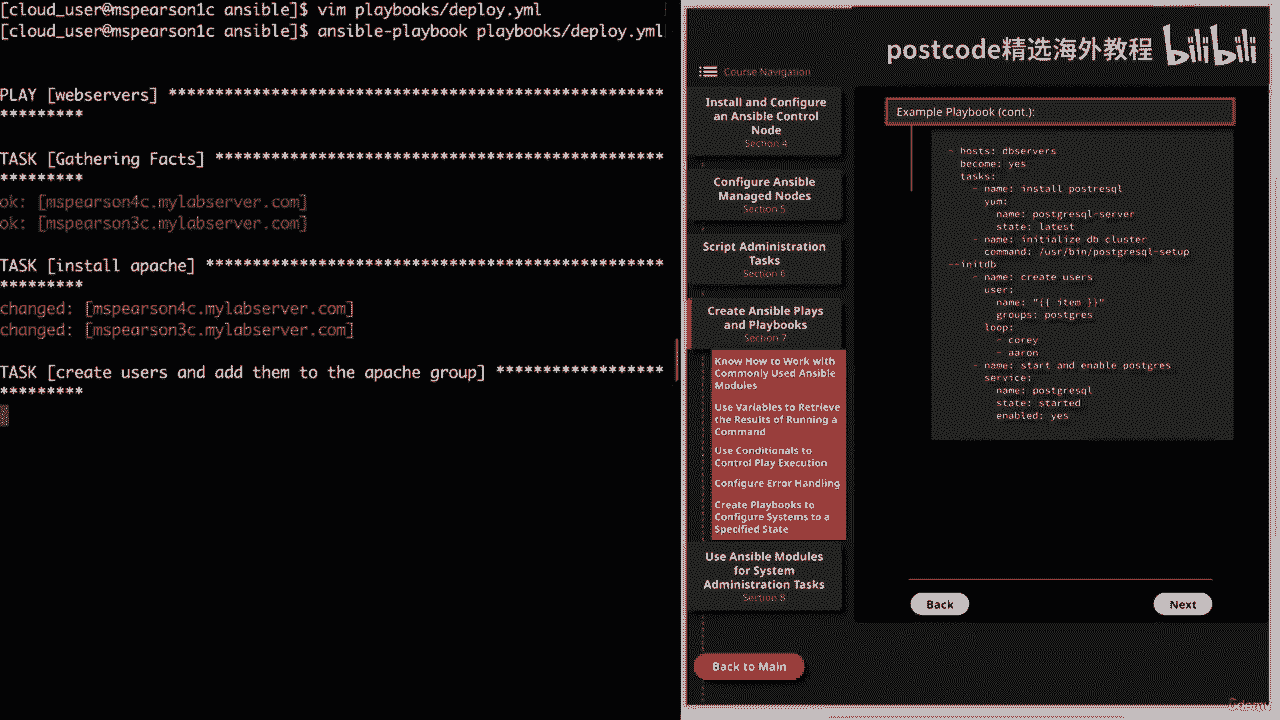 [cloud_user@mspearson1c ansible]$ vim playbooks/deploy.yml
[cloud_user@mspearson1c ansible]$ ansible-playbook playbooks/deploy.yml
PLAY [webservers] *****************************************************
*********
TASK [Gathering Facts] ************************************************
*********
ok: [mspearson4c.mylabserver.com]
ok: [mspearson3c.mylabserver.com]
TASK [install apache] *************************************************
*********
changed: [mspearson4c.mylabserver.com]
changed: [mspearson3c.mylabserver.com]
TASK [create users and add them to the apache group] *****************
*********
postcode精选海外教程 bilibili
Course Navigation
Install and Configure
an Ansible Control
Node
Section 4
Configure Ansible
Managed Nodes
Section 5
Script Administration
Tasks
Section 6
Create Ansible Plays
and Playbooks
Section 7
Know How to Work with
Commonly Used Ansible
Modules
Use Variables to Retrieve
the Results of Running a
Command
Use Conditionals to
Control Play Execution
Configure Error Handling
Create Playbooks to
Configure Systems to a
Specified State
Use Ansible Modules
for System
Administration Tasks
Section 8
Back to Main
Example Playbook (cont.):
- hosts: dbservers
become: yes
tasks:
- name: install postresql
yum:
name: postgresql-server
state: latest
- name: initialize db cluster
command: /usr/bin/postgresql-setup
--initdb
- name: create users
user:
name: "{{ item }}"
groups: postgres
loop:
- corey
- aaron
- name: start and enable postgres
service:
name: postgresql
state: started
enabled: yes
Back
Next
Udemy